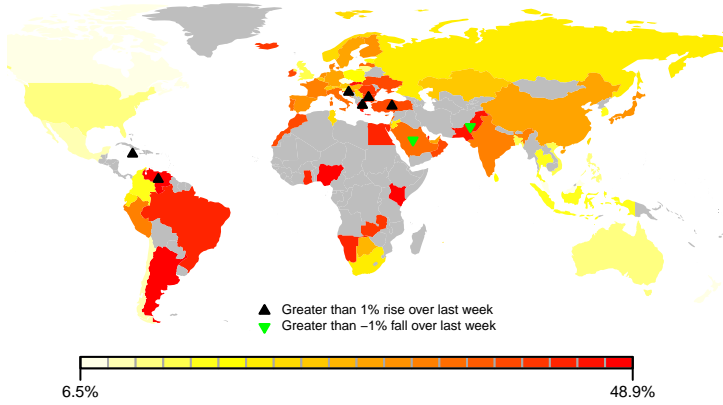 Greater than 1% rise over last week
Greater than −1% fall over last week
6.5%
48.9%